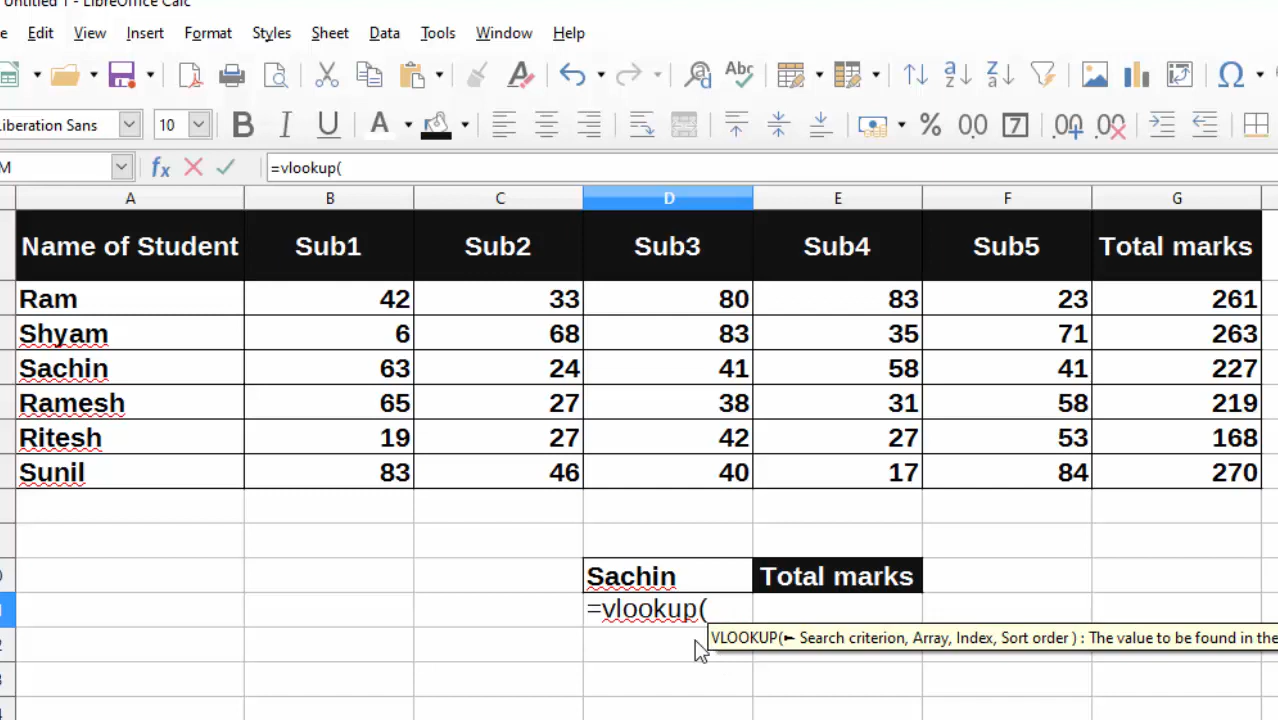 Untitled 1 - LibreOffice Calc
Edit View Insert Format Styles Sheet Data Tools Window Help
Liberation Sans 10
=vlookup(
A B C D E F G
Name of Student Sub1 Sub2 Sub3 Sub4 Sub5 Total marks
Ram 42 33 80 83 23 261
Shyam 6 68 83 35 71 263
Sachin 63 24 41 58 41 227
Ramesh 65 27 38 31 58 219
Ritesh 19 27 42 27 53 168
Sunil 83 46 40 17 84 270
Sachin Total marks
=vlookup(
VLOOKUP(► Search criterion, Array, Index, Sort order ) : The value to be found in the